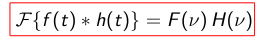 ℱ{f(t) ∗ h(t)} = F(ν) H(ν)